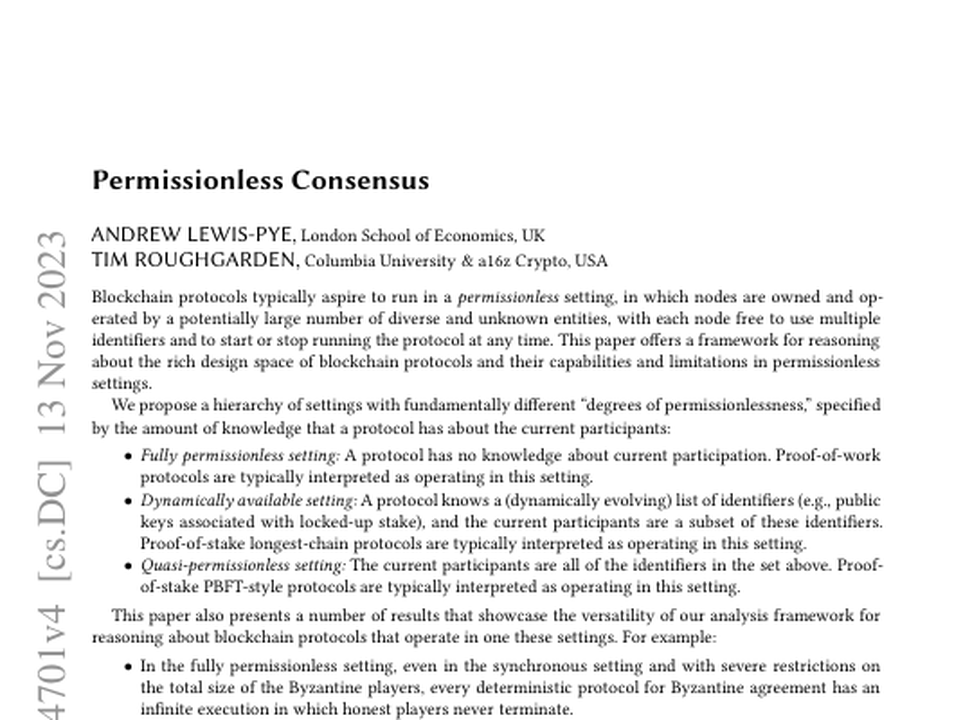 Permissionless Consensus
ANDREW LEWIS-PYE, London School of Economics, UK
TIM ROUGHGARDEN, Columbia University & a16z Crypto, USA
Blockchain protocols typically aspire to run in a permissionless setting, in which nodes are owned and op-
erated by a potentially large number of diverse and unknown entities, with each node free to use multiple
identifiers and to start or stop running the protocol at any time. This paper offers a framework for reasoning
about the rich design space of blockchain protocols and their capabilities and limitations in permissionless
settings.
We propose a hierarchy of settings with fundamentally different “degrees of permissionlessness,” specified
by the amount of knowledge that a protocol has about the current participants:
• Fully permissionless setting: A protocol has no knowledge about current participation. Proof-of-work
protocols are typically interpreted as operating in this setting.
• Dynamically available setting: A protocol knows a (dynamically evolving) list of identifiers (e.g., public
keys associated with locked-up stake), and the current participants are a subset of these identifiers.
Proof-of-stake longest-chain protocols are typically interpreted as operating in this setting.
• Quasi-permissionless setting: The current participants are all of the identifiers in the set above. Proof-
of-stake PBFT-style protocols are typically interpreted as operating in this setting.
This paper also presents a number of results that showcase the versatility of our analysis framework for
reasoning about blockchain protocols that operate in one these settings. For example:
• In the fully permissionless setting, even in the synchronous setting and with severe restrictions on
the total size of the Byzantine players, every deterministic protocol for Byzantine agreement has an
infinite execution in which honest players never terminate.
4701v4 [cs.DC] 13 Nov 2023